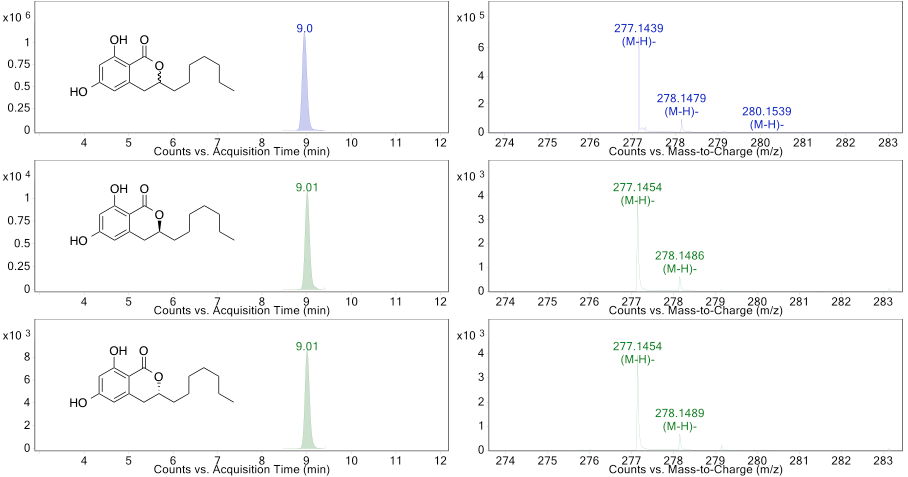 x10 6
1
0.75
0.5
0.25
0
OH
O
O
HO
9.0
4 5 6 7 8 9 10 11 12
Counts vs. Acquisition Time (min)
x10 5
6
4
2
0
277.1439
(M-H)-
278.1479
(M-H)-
280.1539
(M-H)-
274 275 276 277 278 279 280 281 282 283
Counts vs. Mass-to-Charge (m/z)
x10 4
1
0.75
0.5
0.25
0
OH
O
O
HO
9.01
4 5 6 7 8 9 10 11 12
Counts vs. Acquisition Time (min)
x10 3
4
3
2
1
0
277.1454
(M-H)-
278.1486
(M-H)-
274 275 276 277 278 279 280 281 282 283
Counts vs. Mass-to-Charge (m/z)
x10 3
8
6
4
2
0
OH
O
O
HO
9.01
4 5 6 7 8 9 10 11 12
Counts vs. Acquisition Time (min)
x10 3
4
3
2
1
0
277.1454
(M-H)-
278.1489
(M-H)-
274 275 276 277 278 279 280 281 282 283
Counts vs. Mass-to-Charge (m/z)